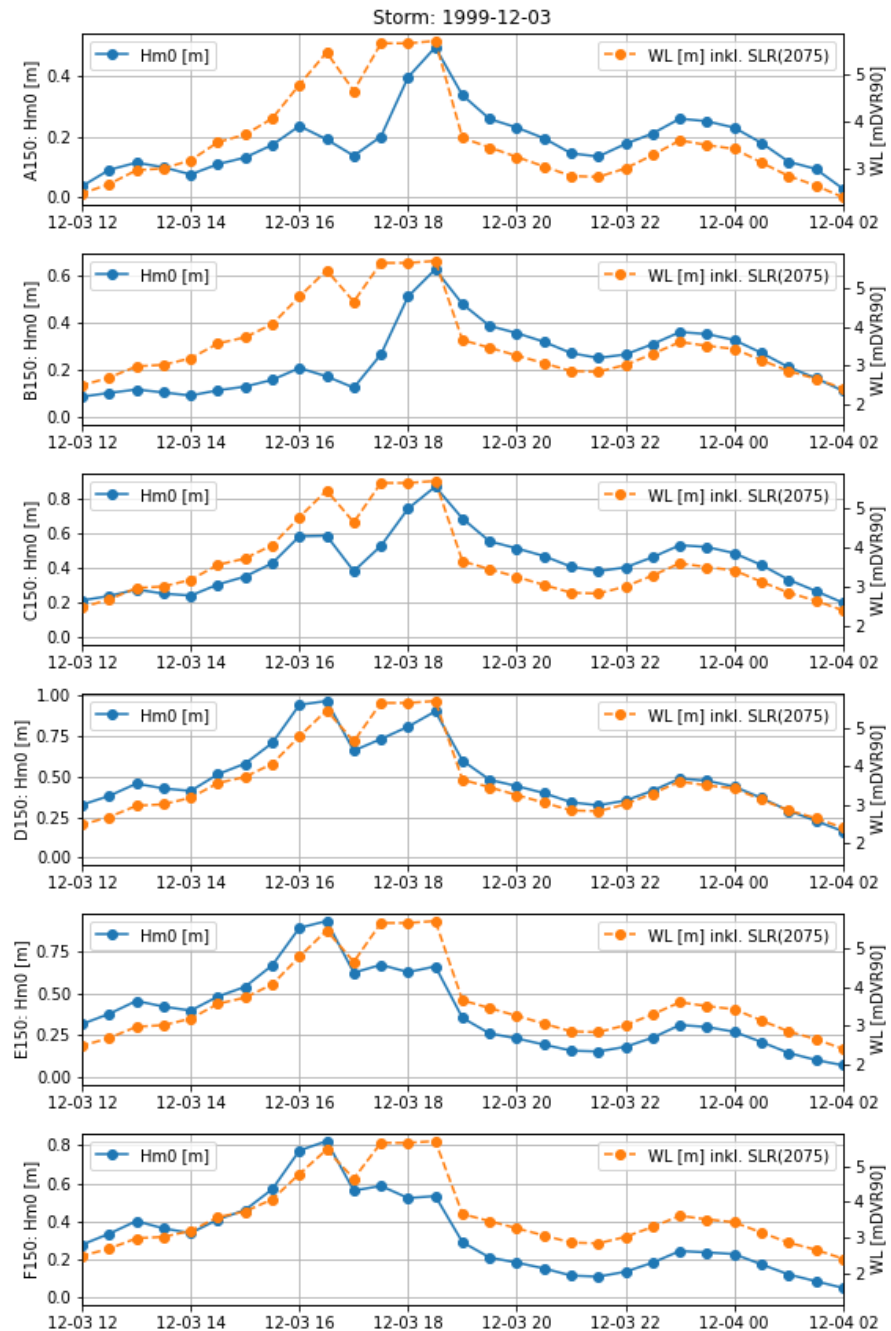 Storm: 1999-12-03
A150: Hm0 [m]
0.4
0.2
0.0
Hm0 [m]
WL [m] inkl. SLR(2075)
5
4
3
WL [mDVR90]
12-03 12 12-03 14 12-03 16 12-03 18 12-03 20 12-03 22 12-04 00 12-04 02
B150: Hm0 [m]
0.6
0.4
0.2
0.0
Hm0 [m]
WL [m] inkl. SLR(2075)
5
4
3
2
WL [mDVR90]
12-03 12 12-03 14 12-03 16 12-03 18 12-03 20 12-03 22 12-04 00 12-04 02
C150: Hm0 [m]
0.8
0.6
0.4
0.2
0.0
Hm0 [m]
WL [m] inkl. SLR(2075)
5
4
3
2
WL [mDVR90]
12-03 12 12-03 14 12-03 16 12-03 18 12-03 20 12-03 22 12-04 00 12-04 02
D150: Hm0 [m]
1.00
0.75
0.50
0.25
0.00
Hm0 [m]
WL [m] inkl. SLR(2075)
5
4
3
2
WL [mDVR90]
12-03 12 12-03 14 12-03 16 12-03 18 12-03 20 12-03 22 12-04 00 12-04 02
E150: Hm0 [m]
0.75
0.50
0.25
0.00
Hm0 [m]
WL [m] inkl. SLR(2075)
5
4
3
2
WL [mDVR90]
12-03 12 12-03 14 12-03 16 12-03 18 12-03 20 12-03 22 12-04 00 12-04 02
F150: Hm0 [m]
0.8
0.6
0.4
0.2
0.0
Hm0 [m]
WL [m] inkl. SLR(2075)
5
4
3
2
WL [mDVR90]
12-03 12 12-03 14 12-03 16 12-03 18 12-03 20 12-03 22 12-04 00 12-04 02